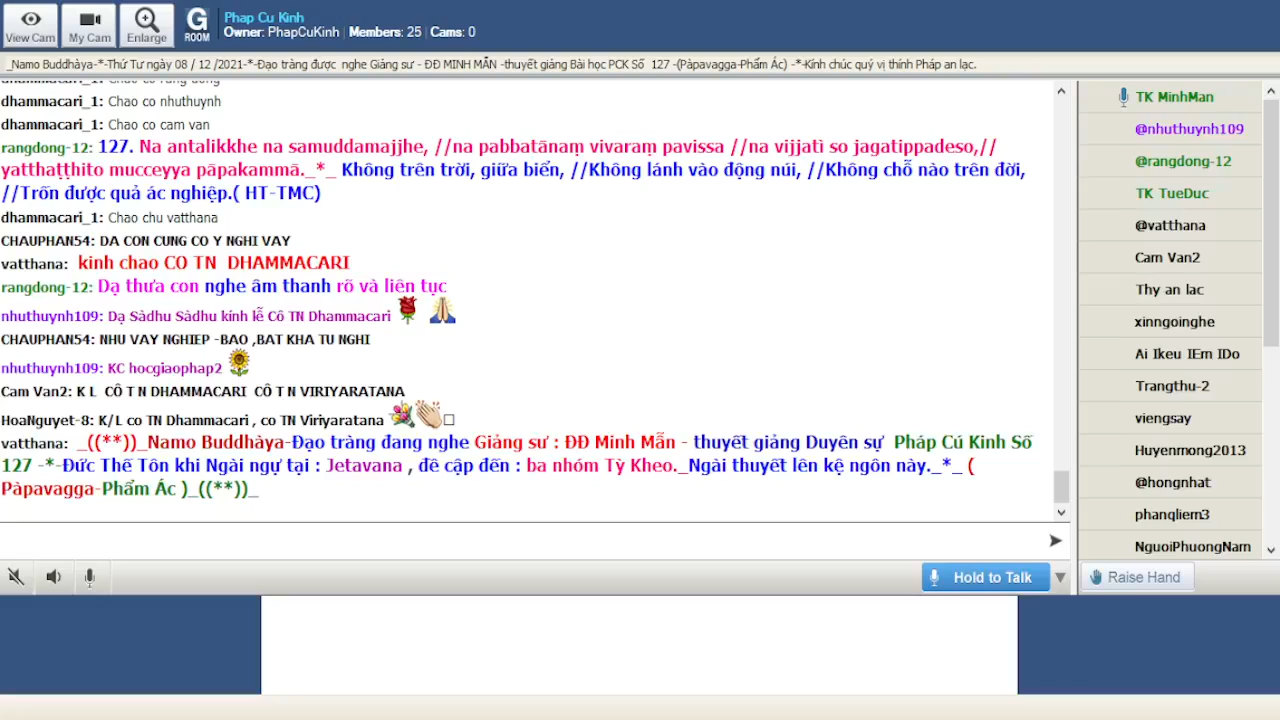 View Cam
My Cam
Enlarge
G
ROOM
Phap Cu Kinh
Owner: PhapCuKinh | Members: 25 | Cams: 0
_Namo Buddhàya-*-Thứ Tư ngày 08 / 12 /2021-*-Đạo tràng được nghe Giảng sư - ĐĐ MINH MẪN -thuyết giảng Bài học PCK Số 127 -(Pàpavagga-Phẩm Ác) -*-Kính chúc quý vị thính Pháp an lạc.
dhammacari_1: Chao co rang dong
dhammacari_1: Chao co nhuthuynh
dhammacari_1: Chao co cam van
rangdong-12: 127. Na antalikkhe na samuddamajjhe, //na pabbatānaṃ vivaraṃ pavissa //na vijjatì so jagatippadeso,//
yatthaṭṭhito mucceyya pāpakammā._*_ Không trên trời, giữa biển, //Không lánh vào động núi, //Không chỗ nào trên đời,
//Trốn được quả ác nghiệp.( HT-TMC)
dhammacari_1: Chao chu vatthana
CHAUPHAN54: DA CON CUNG CO Y NGHI VAY
vatthana: kinh chao CO TN DHAMMACARI
rangdong-12: Dạ thưa con nghe âm thanh rõ và liên tục
nhuthuynh109: Dạ Sàdhu Sàdhu kính lễ Cô TN Dhammacari
CHAUPHAN54: NHU VAY NGHIEP -BAO ,BAT KHA TU NGHI
nhuthuynh109: KC hocgiaophap2
Cam Van2: K L CÔ T N DHAMMACARI CÔ T N VIRIYARATANA
HoaNguyet-8: K/L co TN Dhammacari , co TN Viriyaratana
vatthana: _((**))_Namo Buddhàya-Đạo tràng đang nghe Giảng sư : ĐĐ Minh Mẫn - thuyết giảng Duyên sự Pháp Cú Kinh Số
127 -*-Đức Thế Tôn khi Ngài ngự tại : Jetavana , đề cập đến : ba nhóm Tỳ Kheo._Ngài thuyết lên kệ ngôn này._*_ (
Pàpavagga-Phẩm Ác )_((**))_
TK MinhMan
@nhuthuynh109
@rangdong-12
TK TueDuc
@vatthana
Cam Van2
Thy an lac
xinngoinghe
Ai Ikeu IEm IDo
Trangthu-2
viengsay
Huyenmong2013
@hongnhat
phanqliem3
NguoiPhuongNam
Hold to Talk
Raise Hand